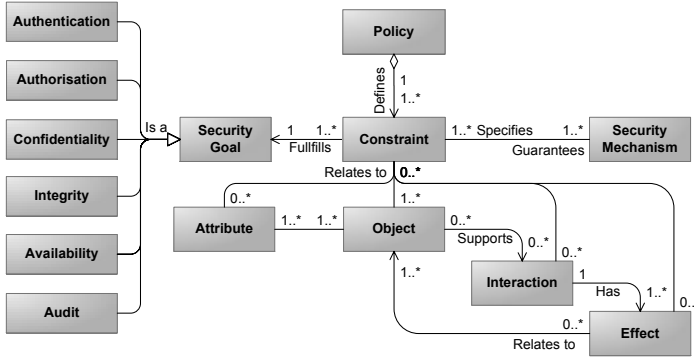 Authentication
Authorisation
Confidentiality
Integrity
Availability
Audit
Is a
Security
Goal
Policy
Defines
1
1..*
1
1..*
Fullfills
Constraint
1..*
Specifies
1..*
Guarantees
Security
Mechanism
Relates to
0..*
0..*
1..*
Attribute
1..*
1..*
Object
0..*
Supports
0..*
0..*
1..*
Interaction
1
Has
1..*
0..
0..*
Relates to
Effect